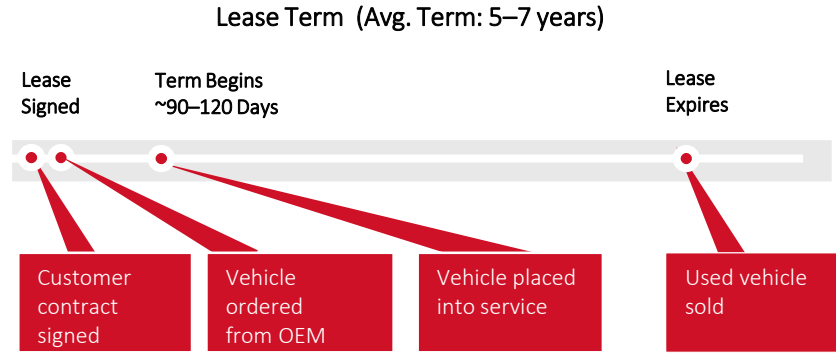 Lease Term (Avg. Term: 5–7 years)
Lease
Signed
Term Begins
~90–120 Days
Lease
Expires
Customer
contract
signed
Vehicle
ordered
from OEM
Vehicle placed
into service
Used vehicle
sold